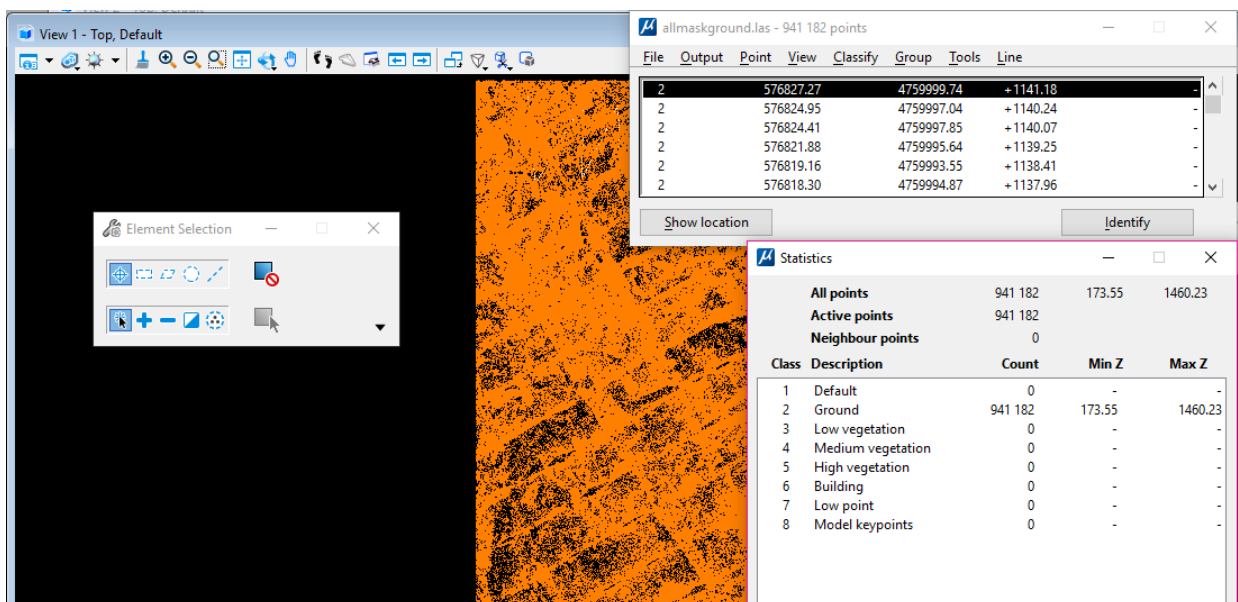 View 1 - Top, Default
allmaskground.las - 941 182 points
File Output Point View Classify Group Tools Line
2 576827.27 4759999.74 +1141.18 -
2 576824.95 4759997.04 +1140.24 -
2 576824.41 4759997.85 +1140.07 -
2 576821.88 4759995.64 +1139.25 -
2 576819.16 4759993.55 +1138.41 -
2 576818.30 4759994.87 +1137.96 -
Show location Identify
Element Selection
Statistics
All points 941 182 173.55 1460.23
Active points 941 182
Neighbour points 0
Class Description Count Min Z Max Z
1 Default 0 - -
2 Ground 941 182 173.55 1460.23
3 Low vegetation 0 - -
4 Medium vegetation 0 - -
5 High vegetation 0 - -
6 Building 0 - -
7 Low point 0 - -
8 Model keypoints 0 - -